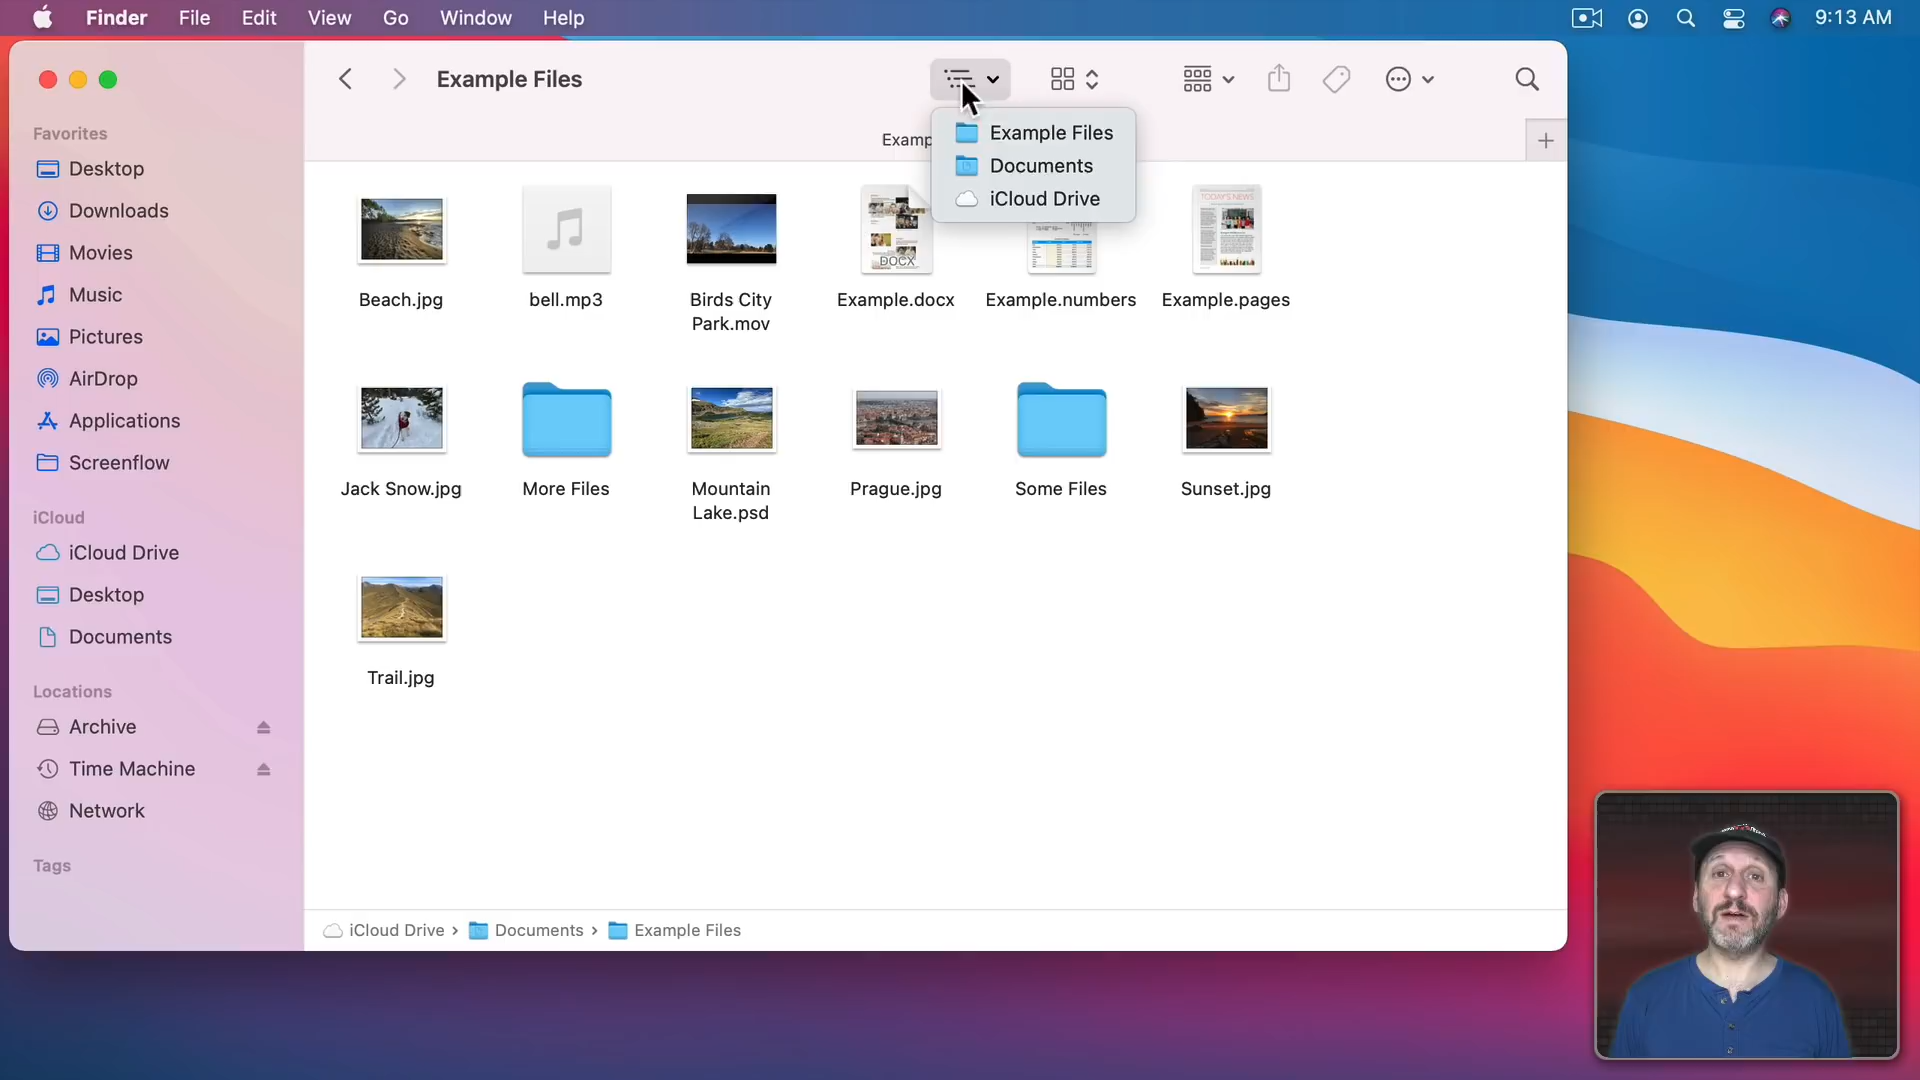 Finder File Edit View Go Window Help 9:13 AM
Example Files
Examp
Example Files
Documents
iCloud Drive
Favorites
Desktop
Downloads
Movies
Music
Pictures
AirDrop
Applications
Screenflow
iCloud
iCloud Drive
Desktop
Documents
Locations
Archive
Time Machine
Network
Tags
TODAY'S NEWS
DOCX
Beach.jpg
bell.mp3
Birds City
Park.mov
Example.docx
Example.numbers
Example.pages
Jack Snow.jpg
More Files
Mountain
Lake.psd
Prague.jpg
Some Files
Sunset.jpg
Trail.jpg
iCloud Drive › Documents › Example Files